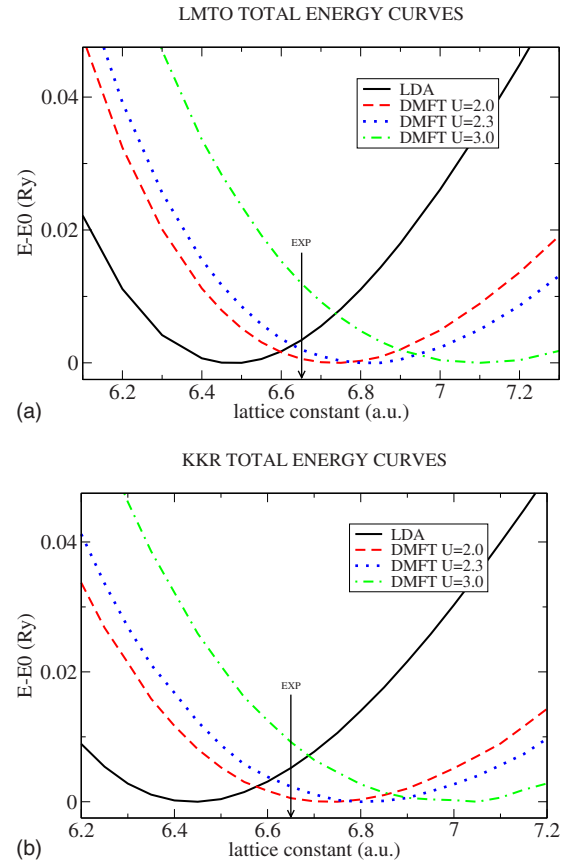 LMTO TOTAL ENERGY CURVES
LDA
DMFT U=2.0
DMFT U=2.3
DMFT U=3.0
0.04
0.02
0
E-E0 (Ry)
EXP
6.2 6.4 6.6 6.8 7 7.2
lattice constant (a.u.)
(a)
KKR TOTAL ENERGY CURVES
LDA
DMFT U=2.0
DMFT U=2.3
DMFT U=3.0
0.04
0.02
0
E-E0 (Ry)
EXP
6.2 6.4 6.6 6.8 7 7.2
lattice constant (a.u.)
(b)